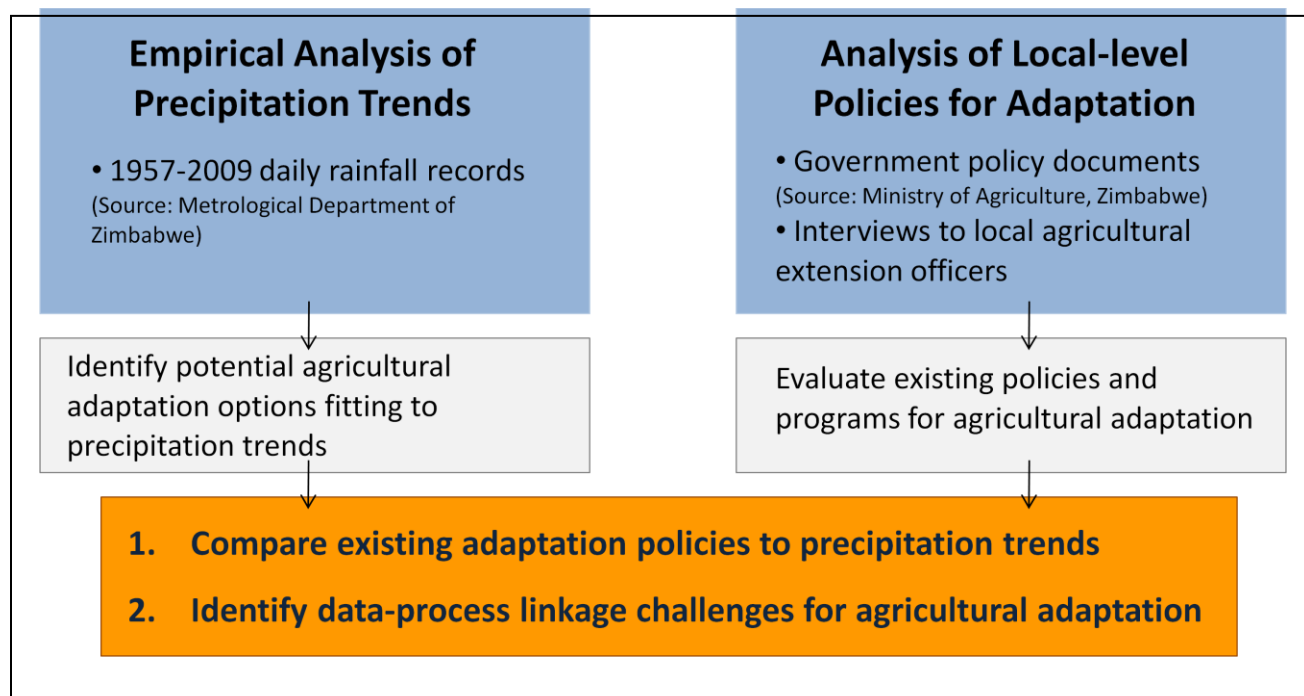 Empirical Analysis of
Precipitation Trends
• 1957-2009 daily rainfall records
(Source: Metrological Department of
Zimbabwe)
Analysis of Local-level
Policies for Adaptation
• Government policy documents
(Source: Ministry of Agriculture, Zimbabwe)
• Interviews to local agricultural
extension officers
Identify potential agricultural
adaptation options fitting to
precipitation trends
Evaluate existing policies and
programs for agricultural adaptation
1. Compare existing adaptation policies to precipitation trends
2. Identify data-process linkage challenges for agricultural adaptation